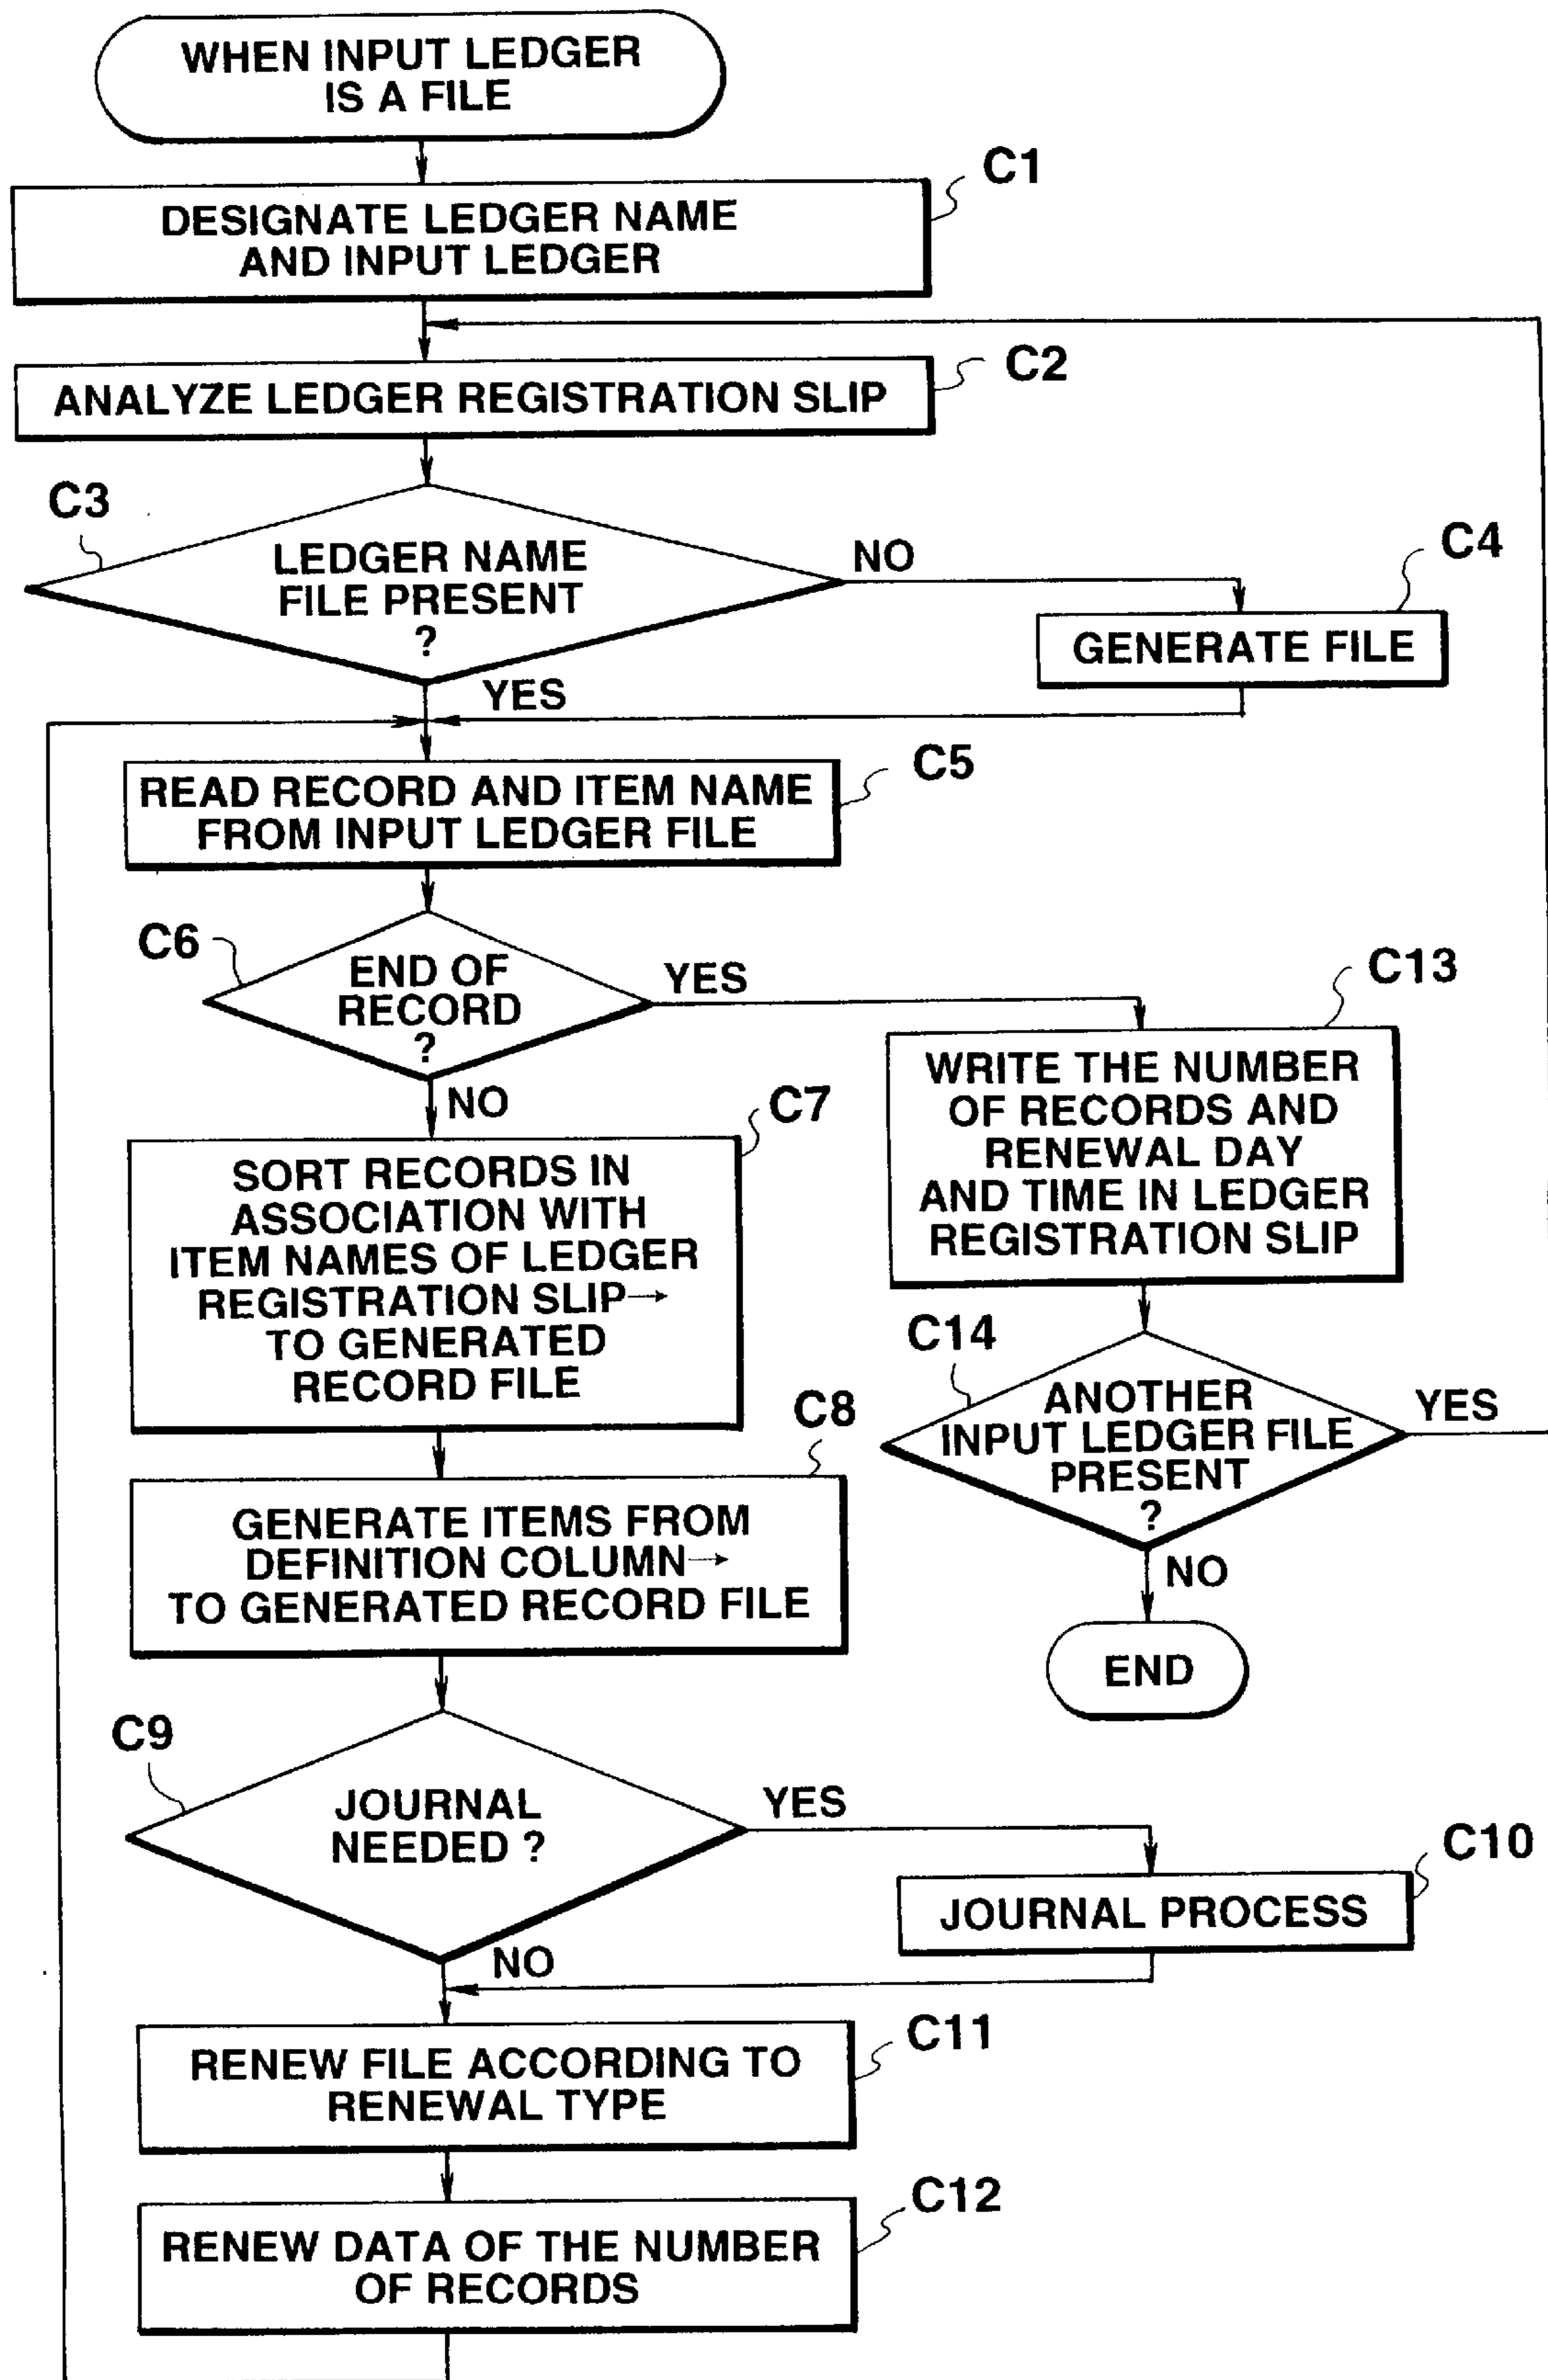 WHEN INPUT LEDGER
IS A FILE
C1
DESIGNATE LEDGER NAME
AND INPUT LEDGER
C2
ANALYZE LEDGER REGISTRATION SLIP
C3
LEDGER NAME
FILE PRESENT
?
NO
C4
GENERATE FILE
YES
C5
READ RECORD AND ITEM NAME
FROM INPUT LEDGER FILE
C6
END OF
RECORD
?
YES
C13
WRITE THE NUMBER
OF RECORDS AND
RENEWAL DAY
AND TIME IN LEDGER
REGISTRATION SLIP
NO
C7
SORT RECORDS IN
ASSOCIATION WITH
ITEM NAMES OF LEDGER
REGISTRATION SLIP→
TO GENERATED
RECORD FILE
C14
ANOTHER
INPUT LEDGER FILE
PRESENT
?
YES
NO
END
C8
GENERATE ITEMS FROM
DEFINITION COLUMN→
TO GENERATED RECORD FILE
C9
JOURNAL
NEEDED ?
YES
C10
JOURNAL PROCESS
NO
C11
RENEW FILE ACCORDING TO
RENEWAL TYPE
C12
RENEW DATA OF THE NUMBER
OF RECORDS